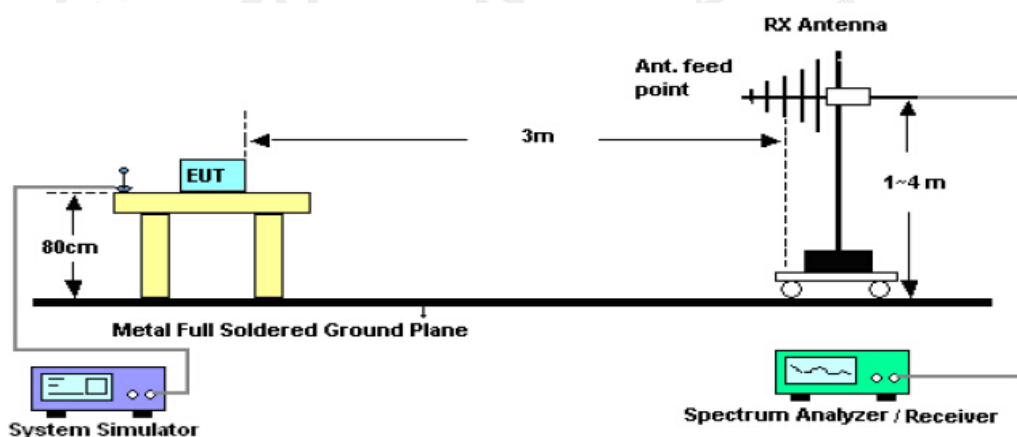 RX Antenna
Ant. feed
point
3m
EUT
1~4 m
80cm
Metal Full Soldered Ground Plane
System Simulator
Spectrum Analyzer / Receiver